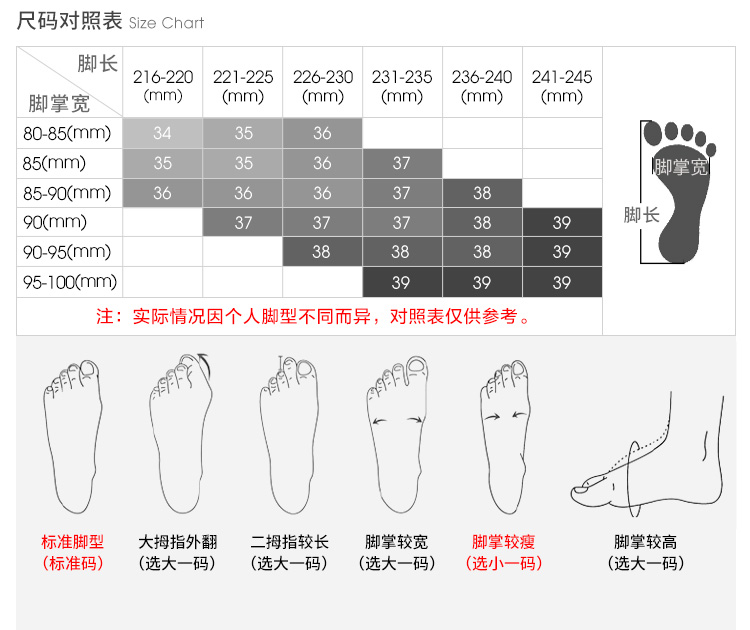 尺码对照表 Size Chart
脚长
脚掌宽
216-220 (mm) 221-225 (mm) 226-230 (mm) 231-235 (mm) 236-240 (mm) 241-245 (mm)
80-85(mm) 34 35 36
85(mm) 35 35 36 37
85-90(mm) 36 36 36 37 38
90(mm) 37 37 37 38 39
90-95(mm) 38 38 38 39
95-100(mm) 39 39 39
脚掌宽
脚长
注：实际情况因个人脚型不同而异，对照表仅供参考。
标准脚型 大拇指外翻 二拇指较长 脚掌较宽 脚掌较瘦 脚掌较高
（标准码） （选大一码） （选大一码） （选大一码） （选小一码） （选大一码）